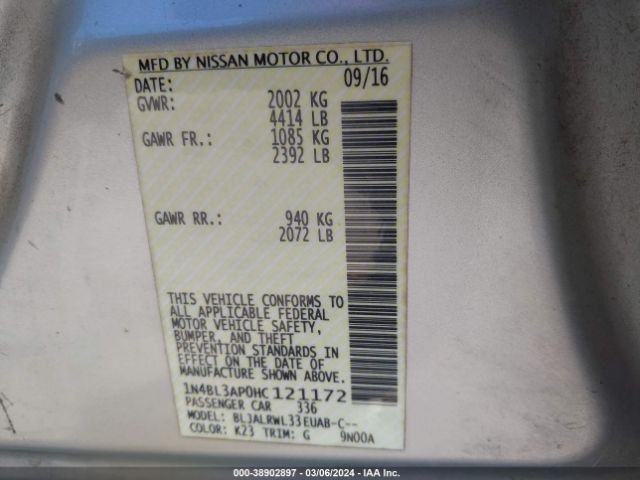 MFD BY NISSAN MOTOR CO., LTD.
DATE: 09/16
GVWR: 2002 KG
4414 LB
GAWR FR.: 1085 KG
2392 LB
GAWR RR.: 940 KG
2072 LB
THIS VEHICLE CONFORMS TO
ALL APPLICABLE FEDERAL
MOTOR VEHICLE SAFETY,
BUMPER, AND THEFT
PREVENTION STANDARDS IN
EFFECT ON THE DATE OF
MANUFACTURE SHOWN ABOVE.
1N4BL3AP0HC121172
PASSENGER CAR 336
MODEL: BLJALRWL33EUAB-C--
COLOR: K23 TRIM: G 9N00A
000-38902897 — 03/06/2024 — IAA Inc.